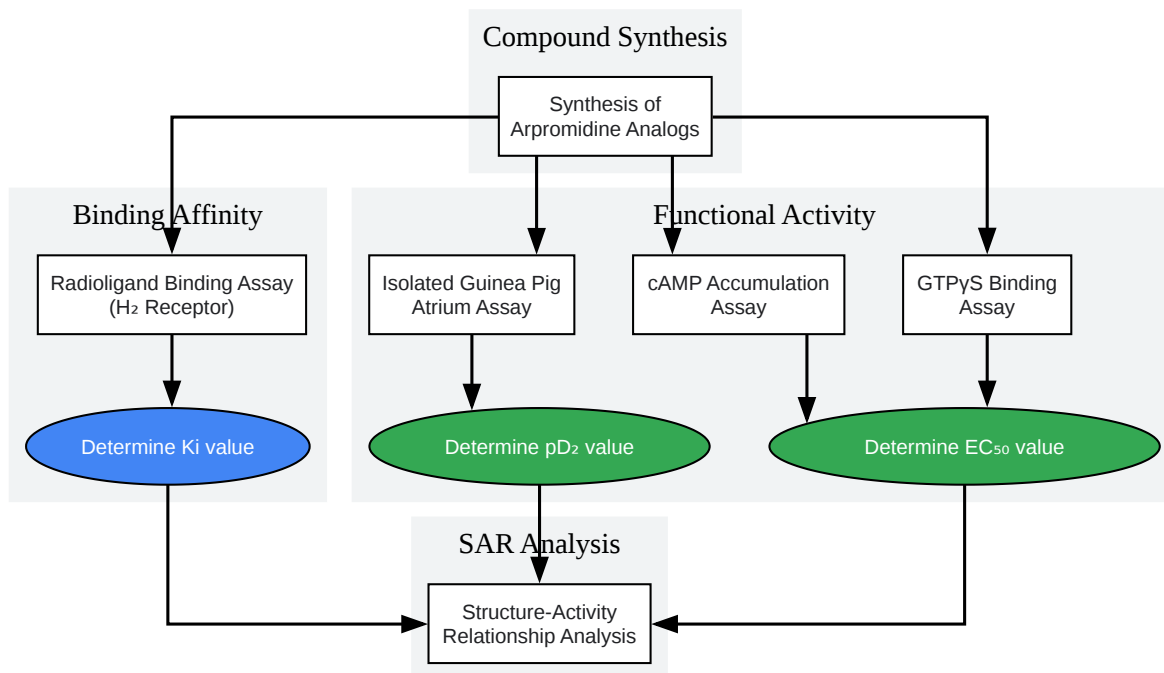 Compound Synthesis
Synthesis of
Arpromidine Analogs
Binding Affinity
Functional Activity
Radioligand Binding Assay
(H₂ Receptor)
Isolated Guinea Pig
Atrium Assay
cAMP Accumulation
Assay
GTPγS Binding
Assay
Determine Ki value
Determine pD₂ value
Determine EC₅₀ value
SAR Analysis
Structure-Activity
Relationship Analysis